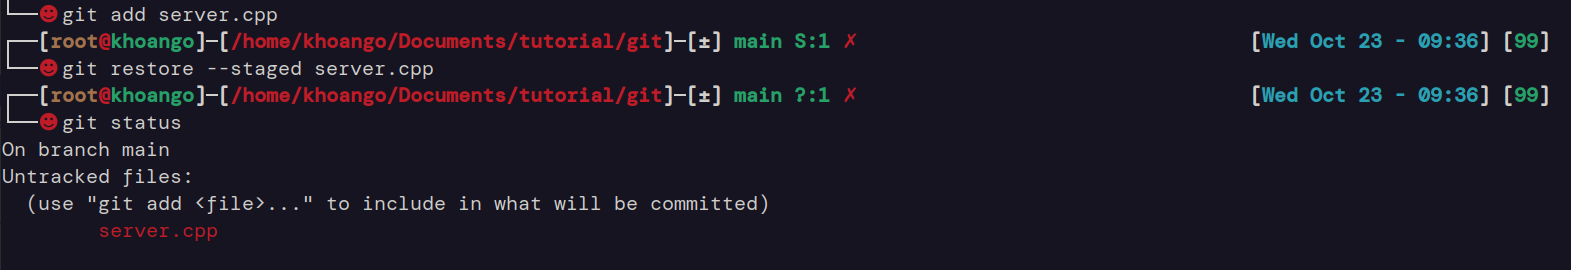 git add server.cpp
[root@khoango]-[/home/khoango/Documents/tutorial/git]-[±] main S:1 ✗ [Wed Oct 23 - 09:36] [99]
git restore --staged server.cpp
[root@khoango]-[/home/khoango/Documents/tutorial/git]-[±] main ?:1 ✗ [Wed Oct 23 - 09:36] [99]
git status
On branch main
Untracked files:
(use "git add <file>..." to include in what will be committed)
server.cpp